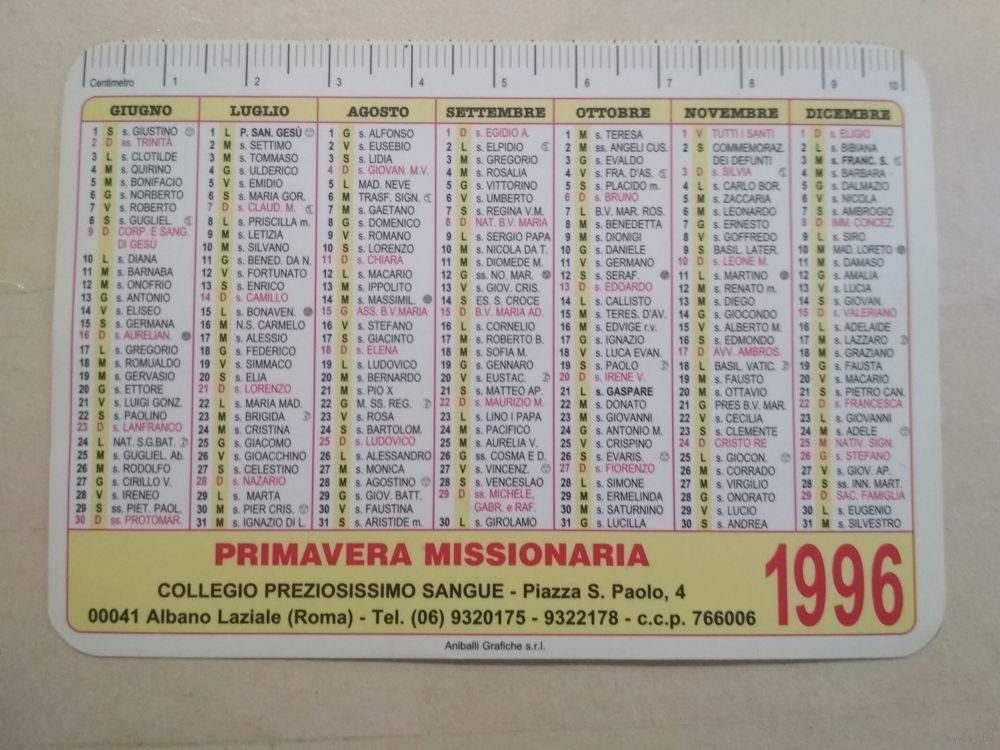 Centimetro 1 2 3 4 5 6 7 8 9 10
GIUGNO
1 S s. GIUSTINO
2 D ss. TRINITÀ
3 L s. CLOTILDE
4 M s. QUIRINO
5 M s. BONIFACIO
6 G s. NORBERTO
7 V s. ROBERTO
8 S s. GUGLIEL.
9 D CORP. E SANG.
DI GESÙ
10 L s. DIANA
11 M s. BARNABA
12 M s. ONOFRIO
13 G s. ANTONIO
14 V s. ELISEO
15 S s. GERMANA
16 D s. AURELIAN.
17 L s. GREGORIO
18 M s. ROMUALDO
19 M s. GERVASIO
20 G s. ETTORE
21 V s. LUIGI GONZ.
22 S s. PAOLINO
23 D s. LANFRANCO
24 L NAT. S.G.BAT.
25 M s. GUGLIEL. Ab.
26 M s. RODOLFO
27 G s. CIRILLO V.
28 V s. IRENEO
29 S ss. PIET. PAOL.
30 D ss. PROTOMAR.
LUGLIO
1 L P. SAN. GESÙ
2 M s. SETTIMO
3 M s. TOMMASO
4 G s. ULDERICO
5 V s. EMIDIO
6 S s. MARIA GOR.
7 D s. CLAUD. M.
8 L s. PRISCILLA m.
9 M s. LETIZIA
10 M s. SILVANO
11 G s. BENED. DA N.
12 V s. FORTUNATO
13 S s. ENRICO
14 D s. CAMILLO
15 L s. BONAVEN.
16 M N.S. CARMELO
17 M s. ALESSIO
18 G s. FEDERICO
19 V s. SIMMACO
20 S s. ELIA
21 D s. LORENZO
22 L s. MARIA MAD.
23 M s. BRIGIDA
24 M s. CRISTINA
25 G s. GIACOMO
26 V s. GIOACCHINO
27 S s. CELESTINO
28 D s. NAZARIO
29 L s. MARTA
30 M s. PIER CRIS.
31 M s. IGNAZIO DI L.
AGOSTO
1 G s. ALFONSO
2 V s. EUSEBIO
3 S s. LIDIA
4 D s. GIOVAN. M.V.
5 L MAD. NEVE
6 M TRASF. SIGN.
7 M s. GAETANO
8 G s. DOMENICO
9 V s. ROMANO
10 S s. LORENZO
11 D s. CHIARA
12 L s. MACARIO
13 M s. IPPOLITO
14 M s. MASSIMIL.
15 G ASS. B.V.MARIA
16 V s. STEFANO
17 S s. GIACINTO
18 D s. ELENA
19 L s. LUDOVICO
20 M s. BERNARDO
21 M s. PIO X
22 G M. SS. REG.
23 V s. ROSA
24 S s. BARTOLOM.
25 D s. LUDOVICO
26 L s. ALESSANDRO
27 M s. MONICA
28 M s. AGOSTINO
29 G s. GIOV. BATT.
30 V s. FAUSTINA
31 S s. ARISTIDE m.
SETTEMBRE
1 D s. EGIDIO A.
2 L s. ELPIDIO
3 M s. GREGORIO
4 M s. ROSALIA
5 G s. VITTORINO
6 V s. UMBERTO
7 S s. REGINA V.M.
8 D NAT. B.V. MARIA
9 L s. SERGIO PAPA
10 M s. NICOLA DA T.
11 M s. DIOMEDE M.
12 G ss. NO. MAR.
13 V s. GIOV. CRIS.
14 S ES. S. CROCE
15 D B.V. MARIA AD.
16 L s. CORNELIO
17 M s. ROBERTO B.
18 M s. SOFIA M.
19 G s. GENNARO
20 V s. EUSTAC.
21 S s. MATTEO AP.
22 D s. MAURIZIO M.
23 L s. LINO I PAPA
24 M s. PACIFICO
25 M s. AURELIA V.
26 G ss. COSMA E D.
27 V s. VINCENZ.
28 S s. VENCESLAO
29 D ss. MICHELE,
GABR. e RAF.
30 L s. GIROLAMO
OTTOBRE
1 M s. TERESA
2 M ss. ANGELI CUS.
3 G s. EVALDO
4 V s. FRA. D'AS.
5 S s. PLACIDO m.
6 D s. BRUNO
7 L B.V. MAR. ROS.
8 M s. BENEDETTA
9 M s. DIONIGI
10 G s. DANIELE
11 V s. GERMANO
12 S s. SERAF.
13 D s. EDOARDO
14 L s. CALLISTO
15 M s. TERES. D'AV.
16 M s. EDVIGE r.v.
17 G s. IGNAZIO
18 V s. LUCA EVAN.
19 S s. PAOLO
20 D s. IRENE V.
21 L s. GASPARE
22 M s. DONATO
23 M s. GIOVANNI
24 G s. ANTONIO M.
25 V s. CRISPINO
26 S s. EVARIS.
27 D s. FIORENZO
28 L s. SIMONE
29 M s. ERMELINDA
30 M s. SATURNINO
31 G s. LUCILLA
NOVEMBRE
1 V TUTTI I SANTI
2 S COMMEMORAZ.
DEI DEFUNTI
3 D s. SILVIA
4 L s. CARLO BOR.
5 M s. ZACCARIA
6 M s. LEONARDO
7 G s. ERNESTO
8 V s. GOFFREDO
9 S BASIL. LATER.
10 D s. LEONE M.
11 L s. MARTINO
12 M s. RENATO m.
13 M s. DIEGO
14 G s. GIOCONDO
15 V s. ALBERTO M.
16 S s. EDMONDO
17 D AVV. AMBROS.
18 L BASIL. VATIC.
19 M s. FAUSTO
20 M s. OTTAVIO
21 G PRES B.V. MAR.
22 V s. CECILIA
23 S s. CLEMENTE
24 D CRISTO RE
25 L s. GIOCON.
26 M s. CORRADO
27 M s. VIRGILIO
28 G s. ONORATO
29 V s. LUCIO
30 S s. ANDREA
DICEMBRE
1 D s. ELIGIO
2 L s. BIBIANA
3 M s. FRANC. S.
4 M s. BARBARA
5 G s. DALMAZIO
6 V s. NICOLA
7 S s. AMBROGIO
8 D IMM. CONCEZ.
9 L s. SIRO
10 M MAD. LORETO
11 M s. DAMASO
12 G s. AMALIA
13 V s. LUCIA
14 S s. GIOVAN.
15 D s. VALERIANO
16 L s. ADELAIDE
17 M s. LAZZARO
18 M s. GRAZIANO
19 G s. FAUSTA
20 V s. MACARIO
21 S s. PIETRO CAN.
22 D s. FRANCESCA
23 L s. GIOVANNI
24 M s. ADELE
25 M NATIV. SIGN.
26 G s. STEFANO
27 V s. GIOV. AP.
28 S ss. INN. MART.
29 D SAC. FAMIGLIA
30 L s. EUGENIO
31 M s. SILVESTRO
PRIMAVERA MISSIONARIA
COLLEGIO PREZIOSISSIMO SANGUE - Piazza S. Paolo, 4
00041 Albano Laziale (Roma) - Tel. (06) 9320175 - 9322178 - c.c.p. 766006
1996
Aniballi Grafiche s.r.l.